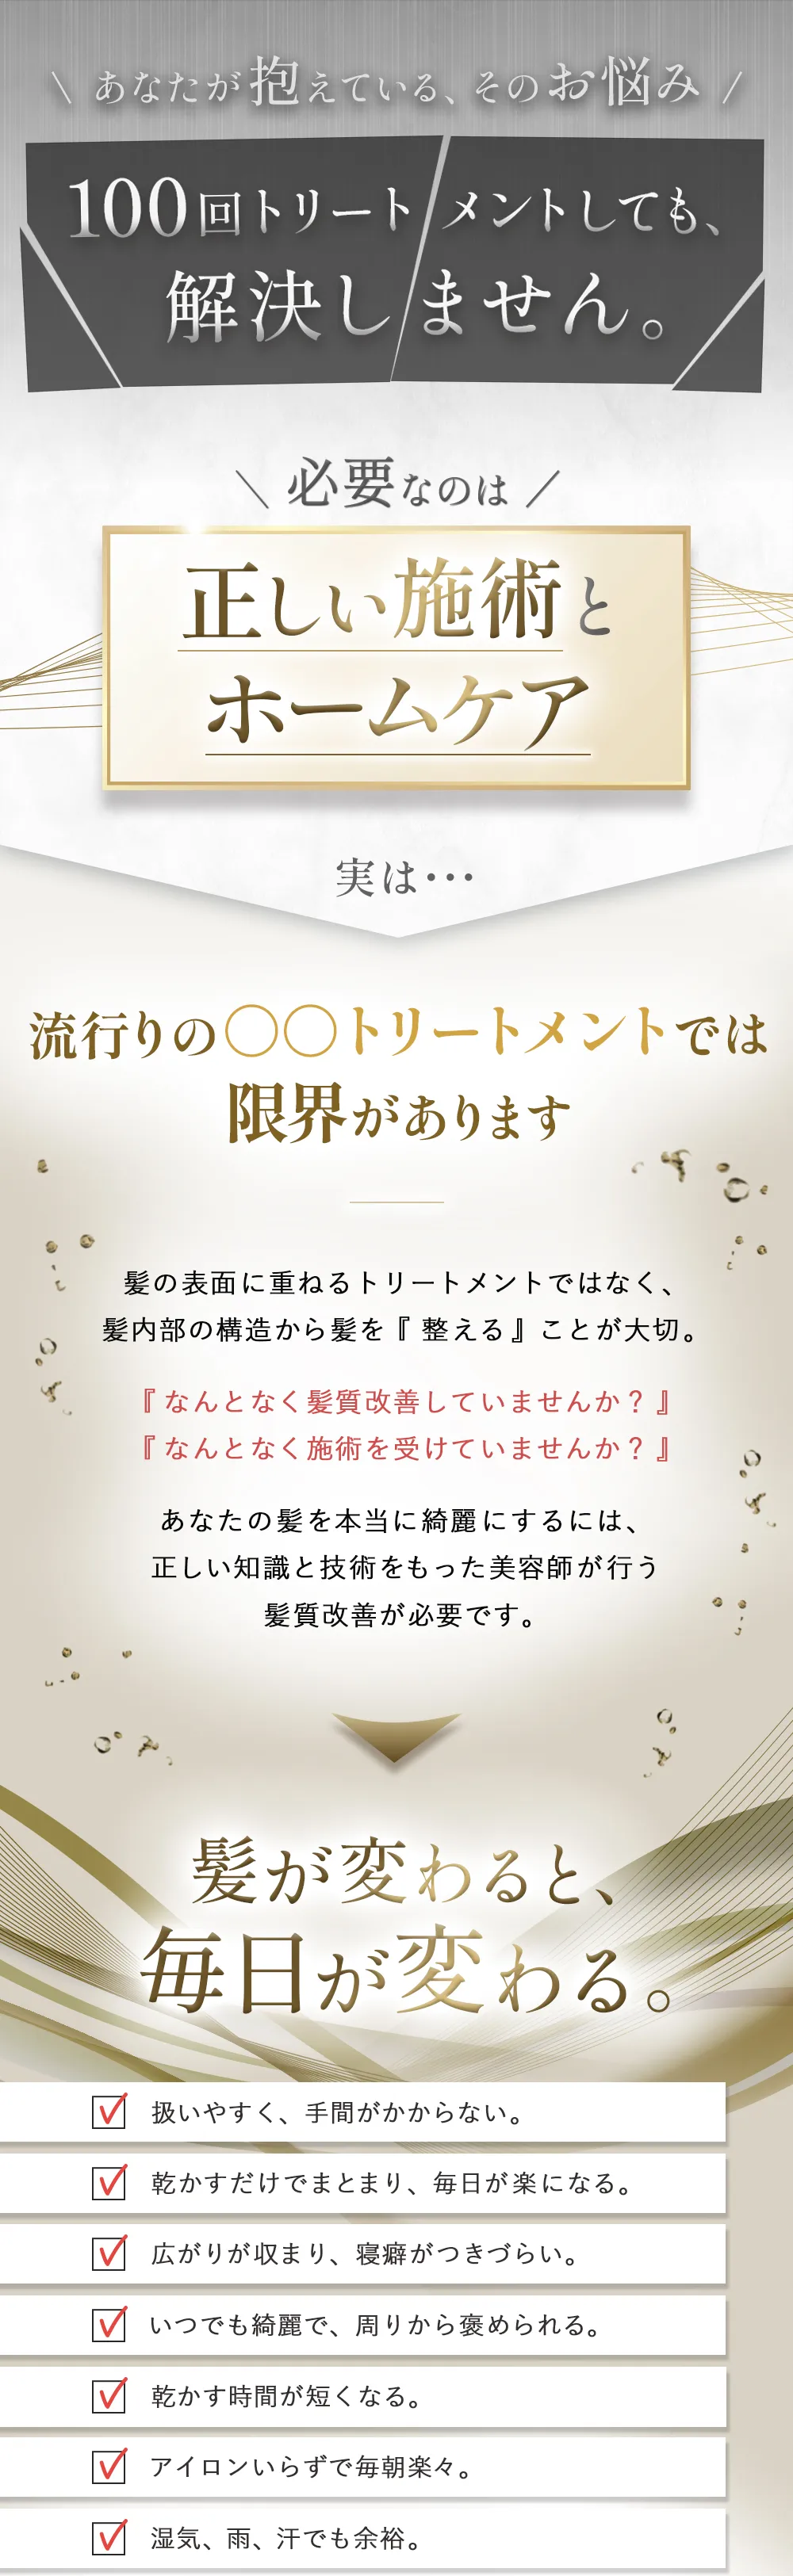 あなたが抱えている、そのお悩み
100回トリートメントしても、
解決しません。
必要なのは
正しい施術と
ホームケア
実は･･･
流行りの〇〇トリートメントでは
限界があります
髪の表面に重ねるトリートメントではなく、
髪内部の構造から髪を『整える』ことが大切。
『なんとなく髪質改善していませんか？』
『なんとなく施術を受けていませんか？』
あなたの髪を本当に綺麗にするには、
正しい知識と技術をもった美容師が行う
髪質改善が必要です。
髪が変わると、
毎日が変わる。
扱いやすく、手間がかからない。
乾かすだけでまとまり、毎日が楽になる。
広がりが収まり、寝癖がつきづらい。
いつでも綺麗で、周りから褒められる。
乾かす時間が短くなる。
アイロンいらずで毎朝楽々。
湿気、雨、汗でも余裕。